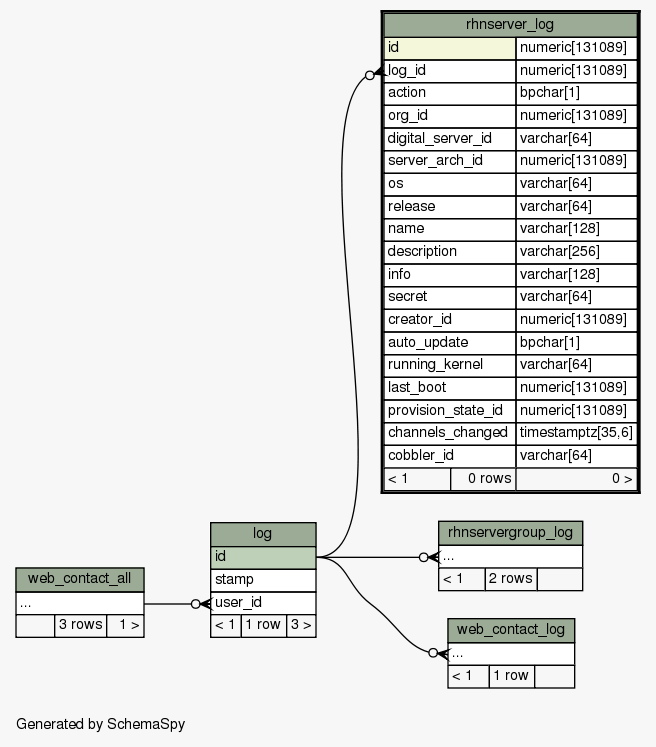 rhnserver_log
id numeric[131089]
log_id numeric[131089]
action bpchar[1]
org_id numeric[131089]
digital_server_id varchar[64]
server_arch_id numeric[131089]
os varchar[64]
release varchar[64]
name varchar[128]
description varchar[256]
info varchar[128]
secret varchar[64]
creator_id numeric[131089]
auto_update bpchar[1]
running_kernel varchar[64]
last_boot numeric[131089]
provision_state_id numeric[131089]
channels_changed timestamptz[35,6]
cobbler_id varchar[64]
< 1 0 rows 0 >
log
id
stamp
user_id
< 1 1 row 3 >
rhnservergroup_log
...
< 1 2 rows
web_contact_all
...
3 rows 1 >
web_contact_log
...
< 1 1 row
Generated by SchemaSpy